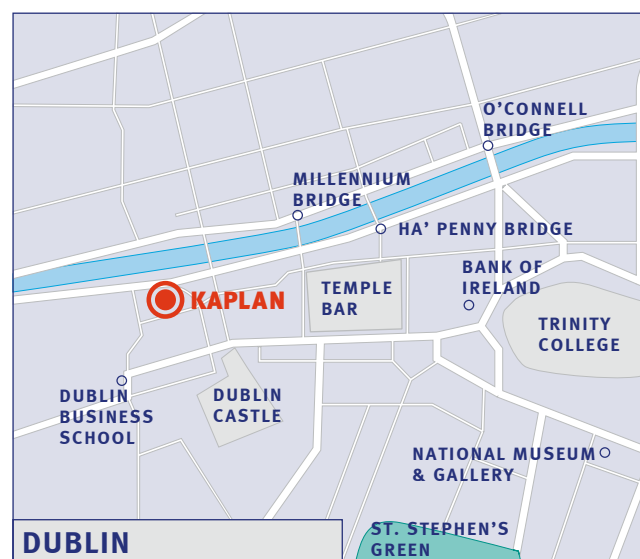 O'CONNELL
BRIDGE
MILLENNIUM
BRIDGE
HA' PENNY BRIDGE
BANK OF
IRELAND
TEMPLE
BAR
KAPLAN
TRINITY
COLLEGE
DUBLIN
BUSINESS
SCHOOL
DUBLIN
CASTLE
NATIONAL MUSEUM
& GALLERY
ST. STEPHEN'S
GREEN
DUBLIN